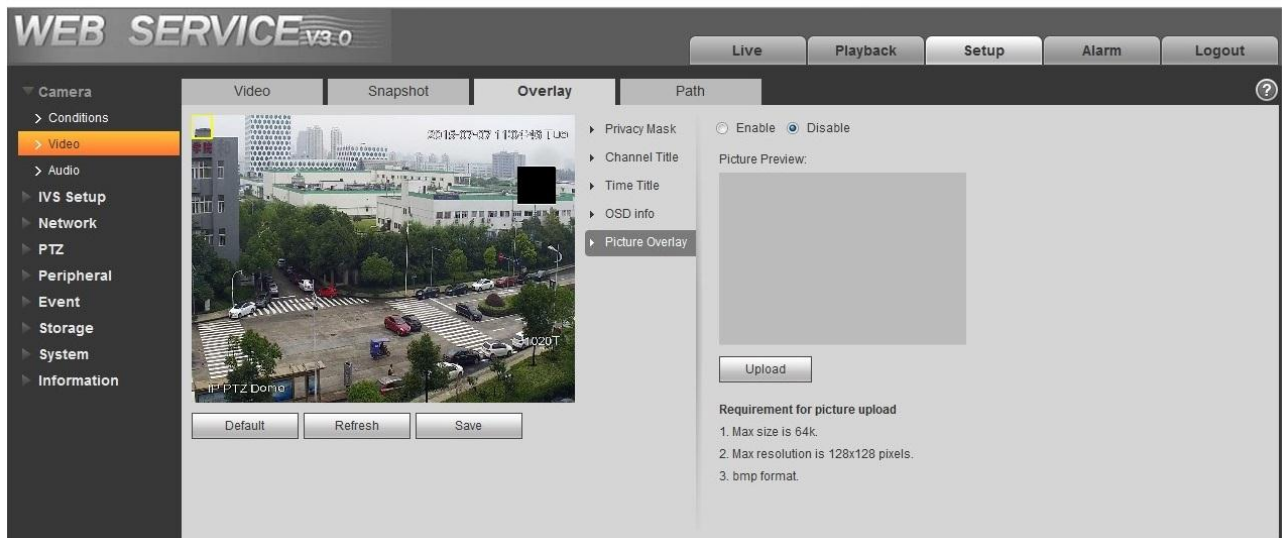 WEB SERVICE V3.0
Live
Playback
Setup
Alarm
Logout
Camera
Conditions
Video
Audio
IVS Setup
Network
PTZ
Peripheral
Event
Storage
System
Information
Video
Snapshot
Overlay
Path
IP PTZ Dome
Default
Refresh
Save
Privacy Mask
Channel Title
Time Title
OSD info
Picture Overlay
Enable
Disable
Picture Preview:
Upload
Requirement for picture upload
1. Max size is 64k.
2. Max resolution is 128x128 pixels.
3. bmp format.